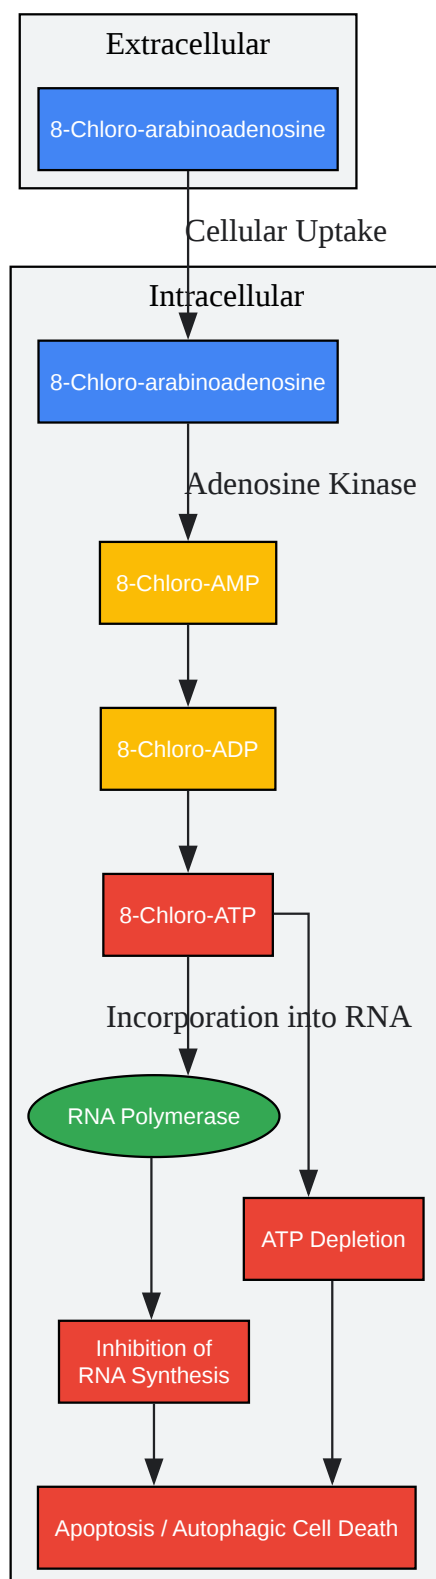 Extracellular
8-Chloro-arabinoadenosine
Cellular Uptake
Intracellular
8-Chloro-arabinoadenosine
Adenosine Kinase
8-Chloro-AMP
8-Chloro-ADP
8-Chloro-ATP
Incorporation into RNA
RNA Polymerase
ATP Depletion
Inhibition of
RNA Synthesis
Apoptosis / Autophagic Cell Death